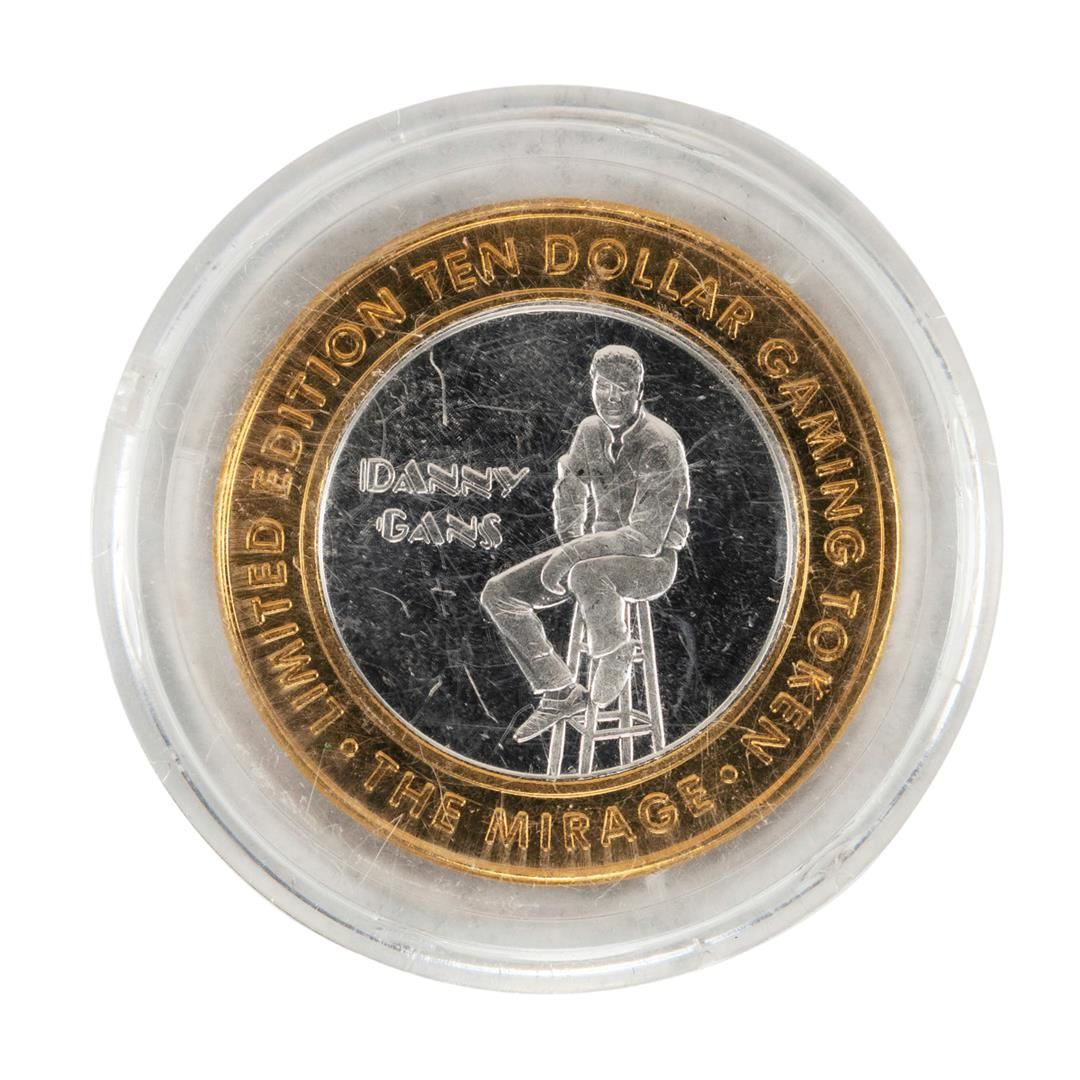 LIMITED EDITION TEN DOLLAR GAMING TOKEN
• THE MIRAGE •
DANNY
GANS